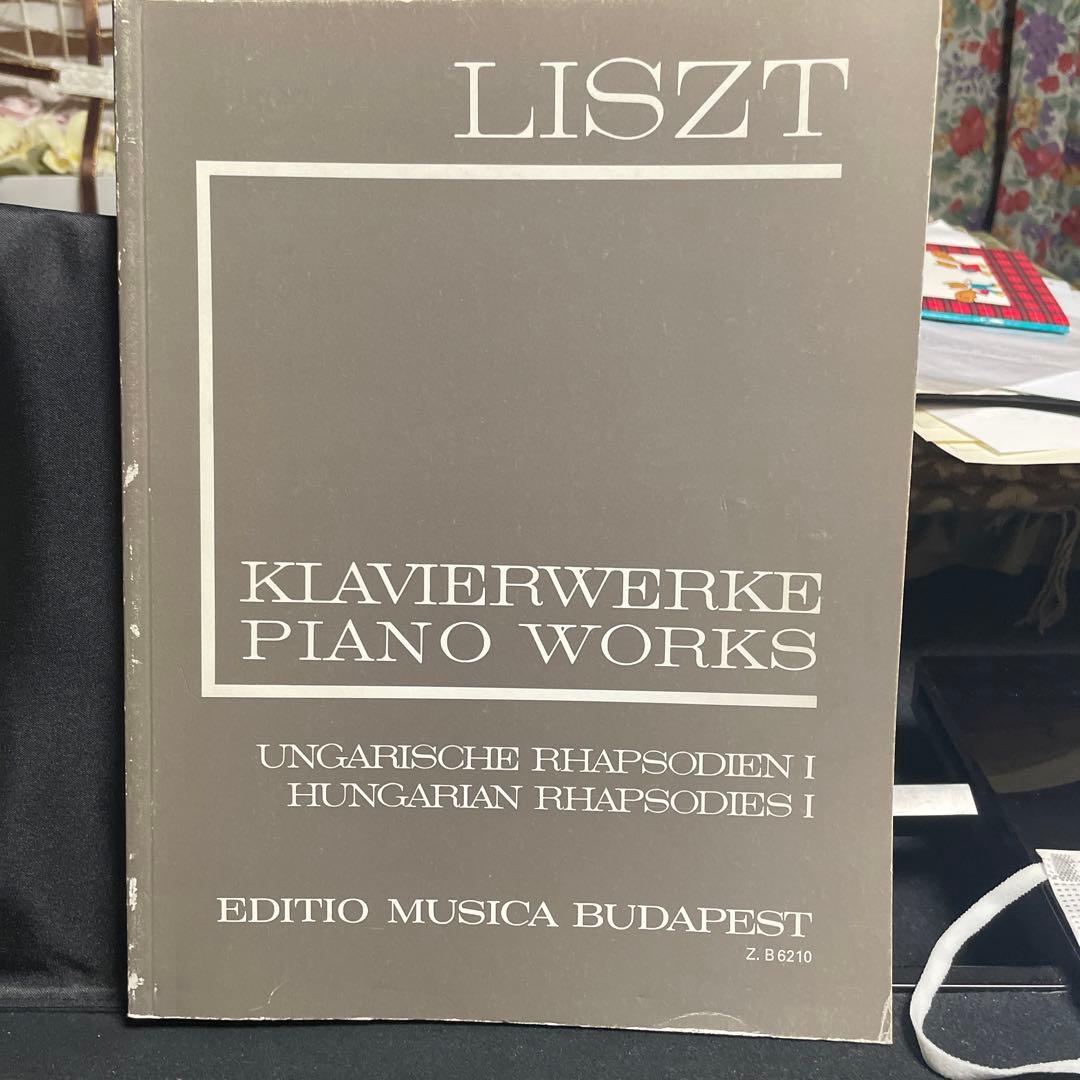 LISZT
KLAVIERWERKE
PIANO WORKS
UNGARISCHE RHAPSODIEN I
HUNGARIAN RHAPSODIES I
EDITIO MUSICA BUDAPEST
Z. B 6210